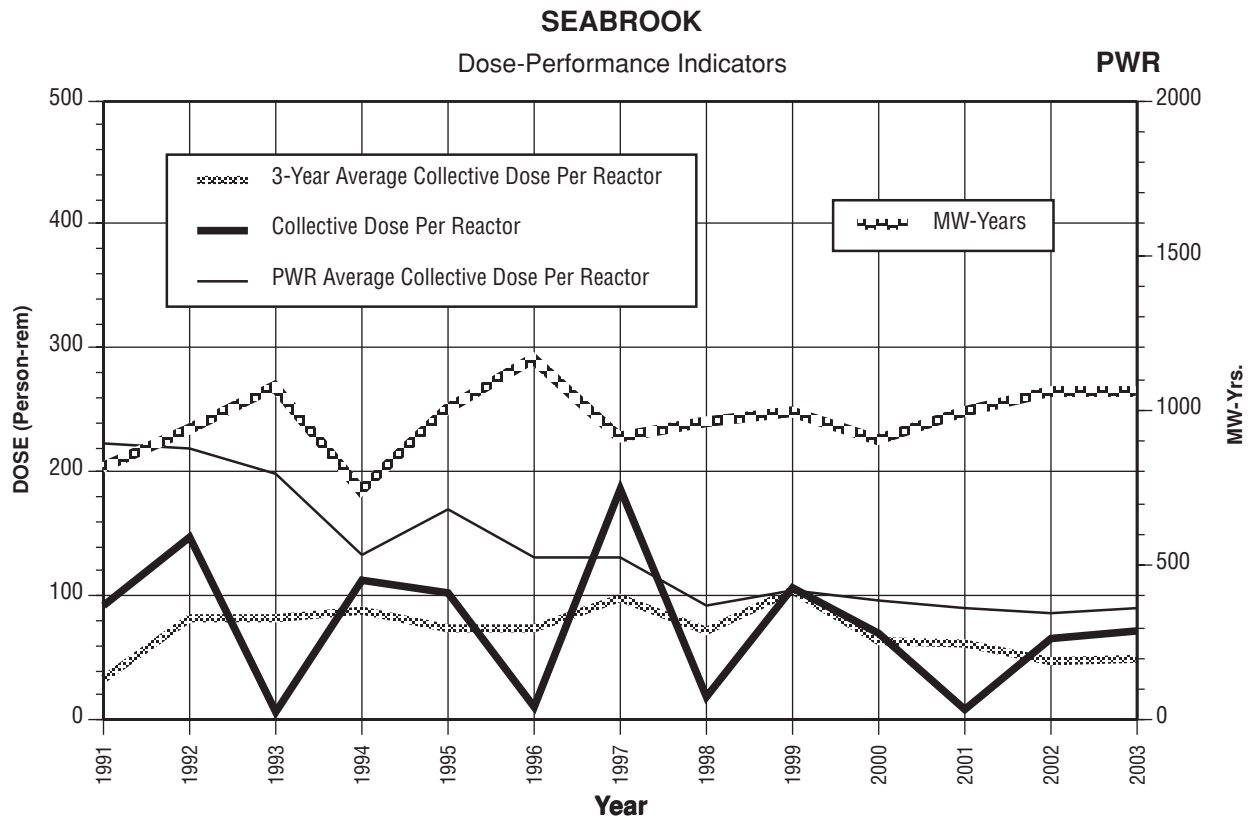 SEABROOK
Dose-Performance Indicators
PWR
500
400
300
200
100
0
DOSE (Person-rem)
3-Year Average Collective Dose Per Reactor
Collective Dose Per Reactor
PWR Average Collective Dose Per Reactor
MW-Years
2000
1500
1000
500
0
MW-Yrs.
1991
1992
1993
1994
1995
1996
1997
1998
1999
2000
2001
2002
2003
Year